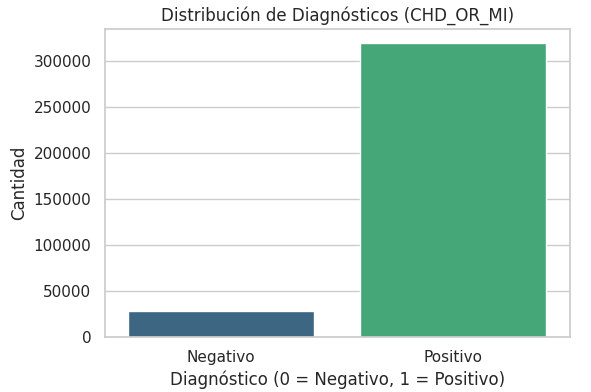 Distribución de Diagnósticos (CHD_OR_MI)
300000
250000
200000
150000
100000
50000
0
Cantidad
Negativo
Positivo
Diagnóstico (0 = Negativo, 1 = Positivo)